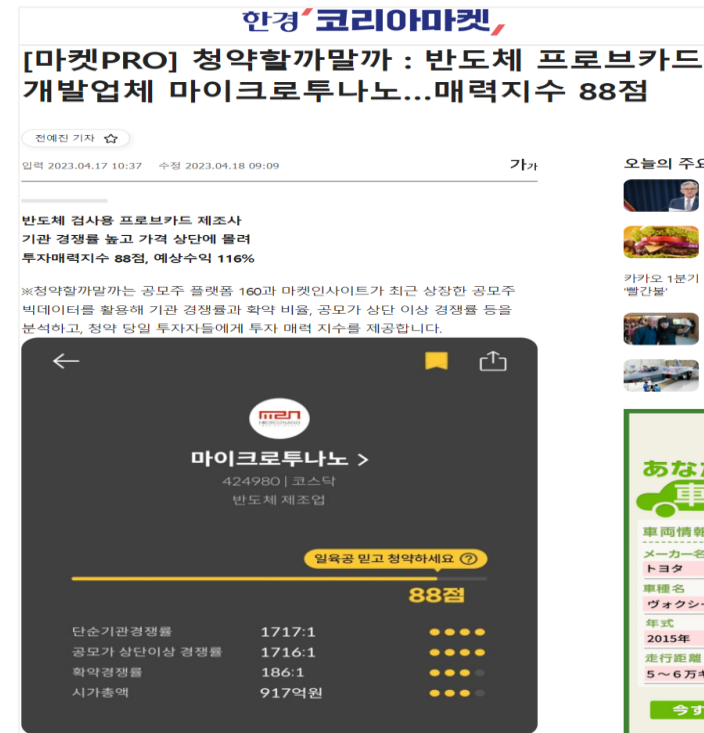 한경 코리아마켓
[마켓PRO] 청약할까말까 : 반도체 프로브카드
개발업체 마이크로투나노...매력지수 88점
전예진 기자 ☆
입력 2023.04.17 10:37 수정 2023.04.18 09:09
가가
반도체 검사용 프로브카드 제조사
기관 경쟁률 높고 가격 상단에 몰려
투자매력지수 88점, 예상수익 116%
※청약할까말까는 공모주 플랫폼 160과 마켓인사이트가 최근 상장한 공모주
빅데이터를 활용해 기관 경쟁률과 확약 비율, 공모가 상단 이상 경쟁률 등을
분석하고, 청약 당일 투자자들에게 투자 매력 지수를 제공합니다.
마이크로투나노 >
424980 | 코스닥
반도체 제조업
일육공 믿고 청약하세요 ?
88점
단순기관경쟁률 1717:1
공모가 상단이상 경쟁률 1716:1
확약경쟁률 186:1
시가총액 917억원
오늘의 주요
카카오 1분기
'빨간불'
あなた
車
車両情報
メーカー名
トヨタ
車種名
ヴォクシー
年式
2015年
走行距離
5～6万キ
今す